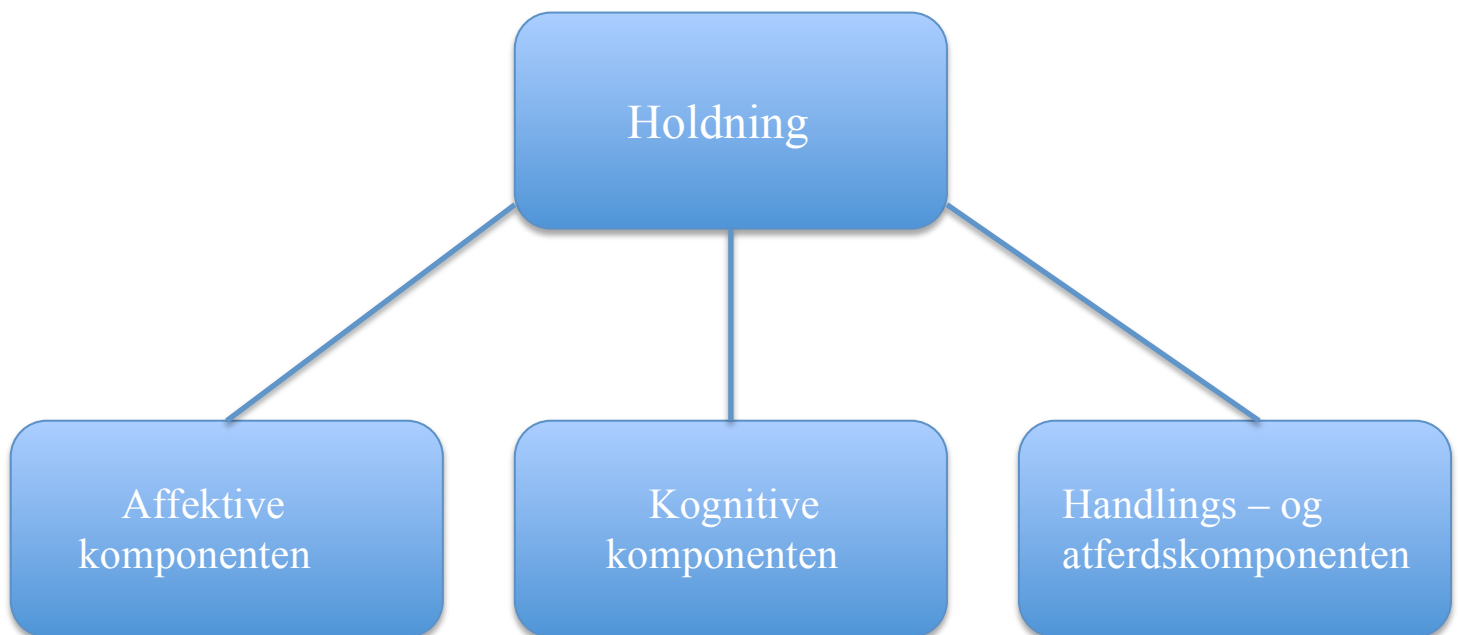 Holdning
Affektive
komponenten
Kognitive
komponenten
Handlings – og
atferdskomponenten